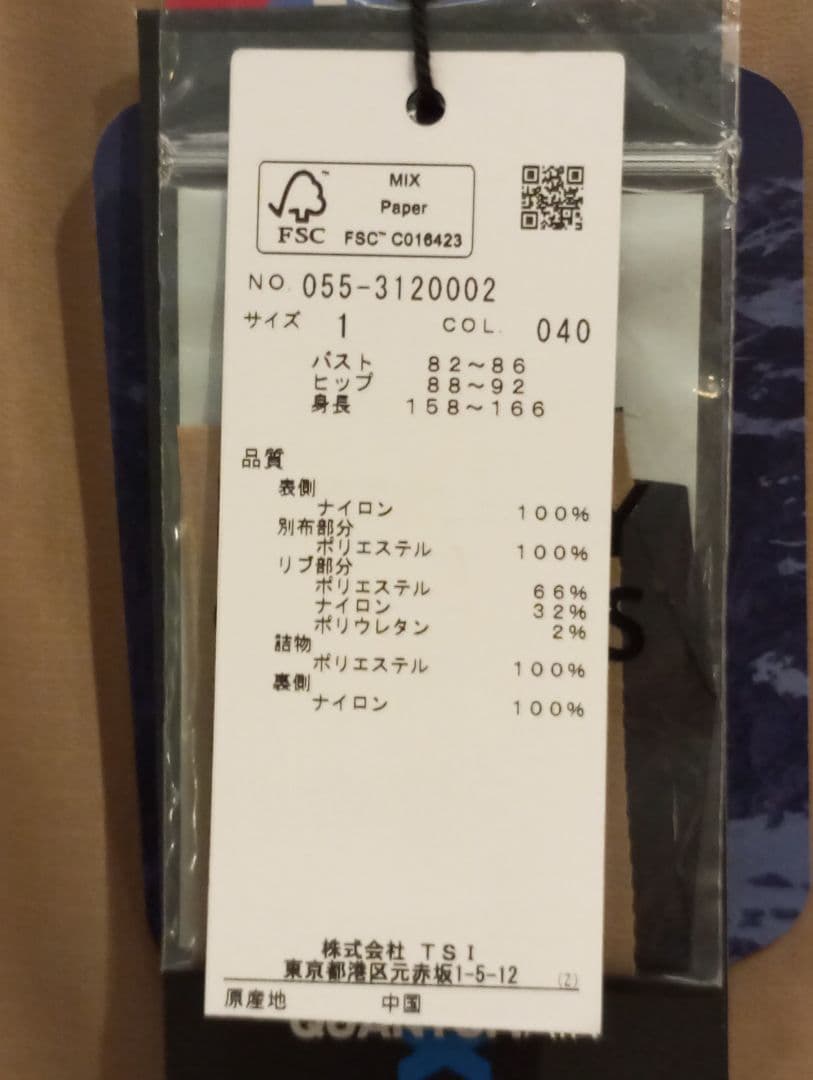 MIX
Paper
FSC
FSC™ C016423
NO. 055-3120002
サイズ 1 COL. 040
バスト 82～86
ヒップ 88～92
身長 158～166
品質
表側
ナイロン 100%
別布部分
ポリエステル 100%
リブ部分
ポリエステル 66%
ナイロン 32%
ポリウレタン 2%
詰物
ポリエステル 100%
裏側
ナイロン 100%
株式会社 TSI
東京都港区元赤坂1-5-12 (Z)
原産地 中国